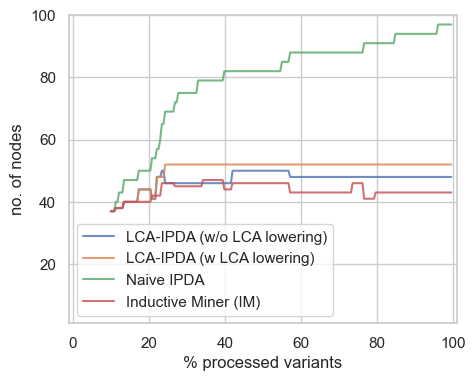 100
80
60
40
20
no. of nodes
LCA-IPDA (w/o LCA lowering)
LCA-IPDA (w LCA lowering)
Naive IPDA
Inductive Miner (IM)
0 20 40 60 80 100
% processed variants